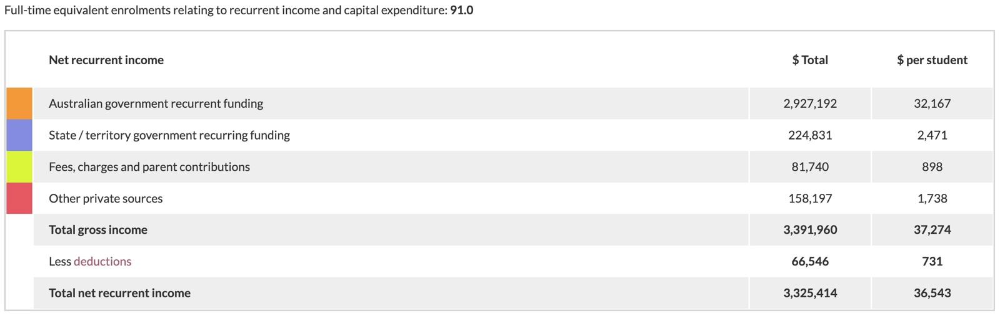 Full-time equivalent enrolments relating to recurrent income and capital expenditure: 91.0
Net recurrent income $ Total $ per student
Australian government recurrent funding 2,927,192 32,167
State / territory government recurring funding 224,831 2,471
Fees, charges and parent contributions 81,740 898
Other private sources 158,197 1,738
Total gross income 3,391,960 37,274
Less deductions 66,546 731
Total net recurrent income 3,325,414 36,543